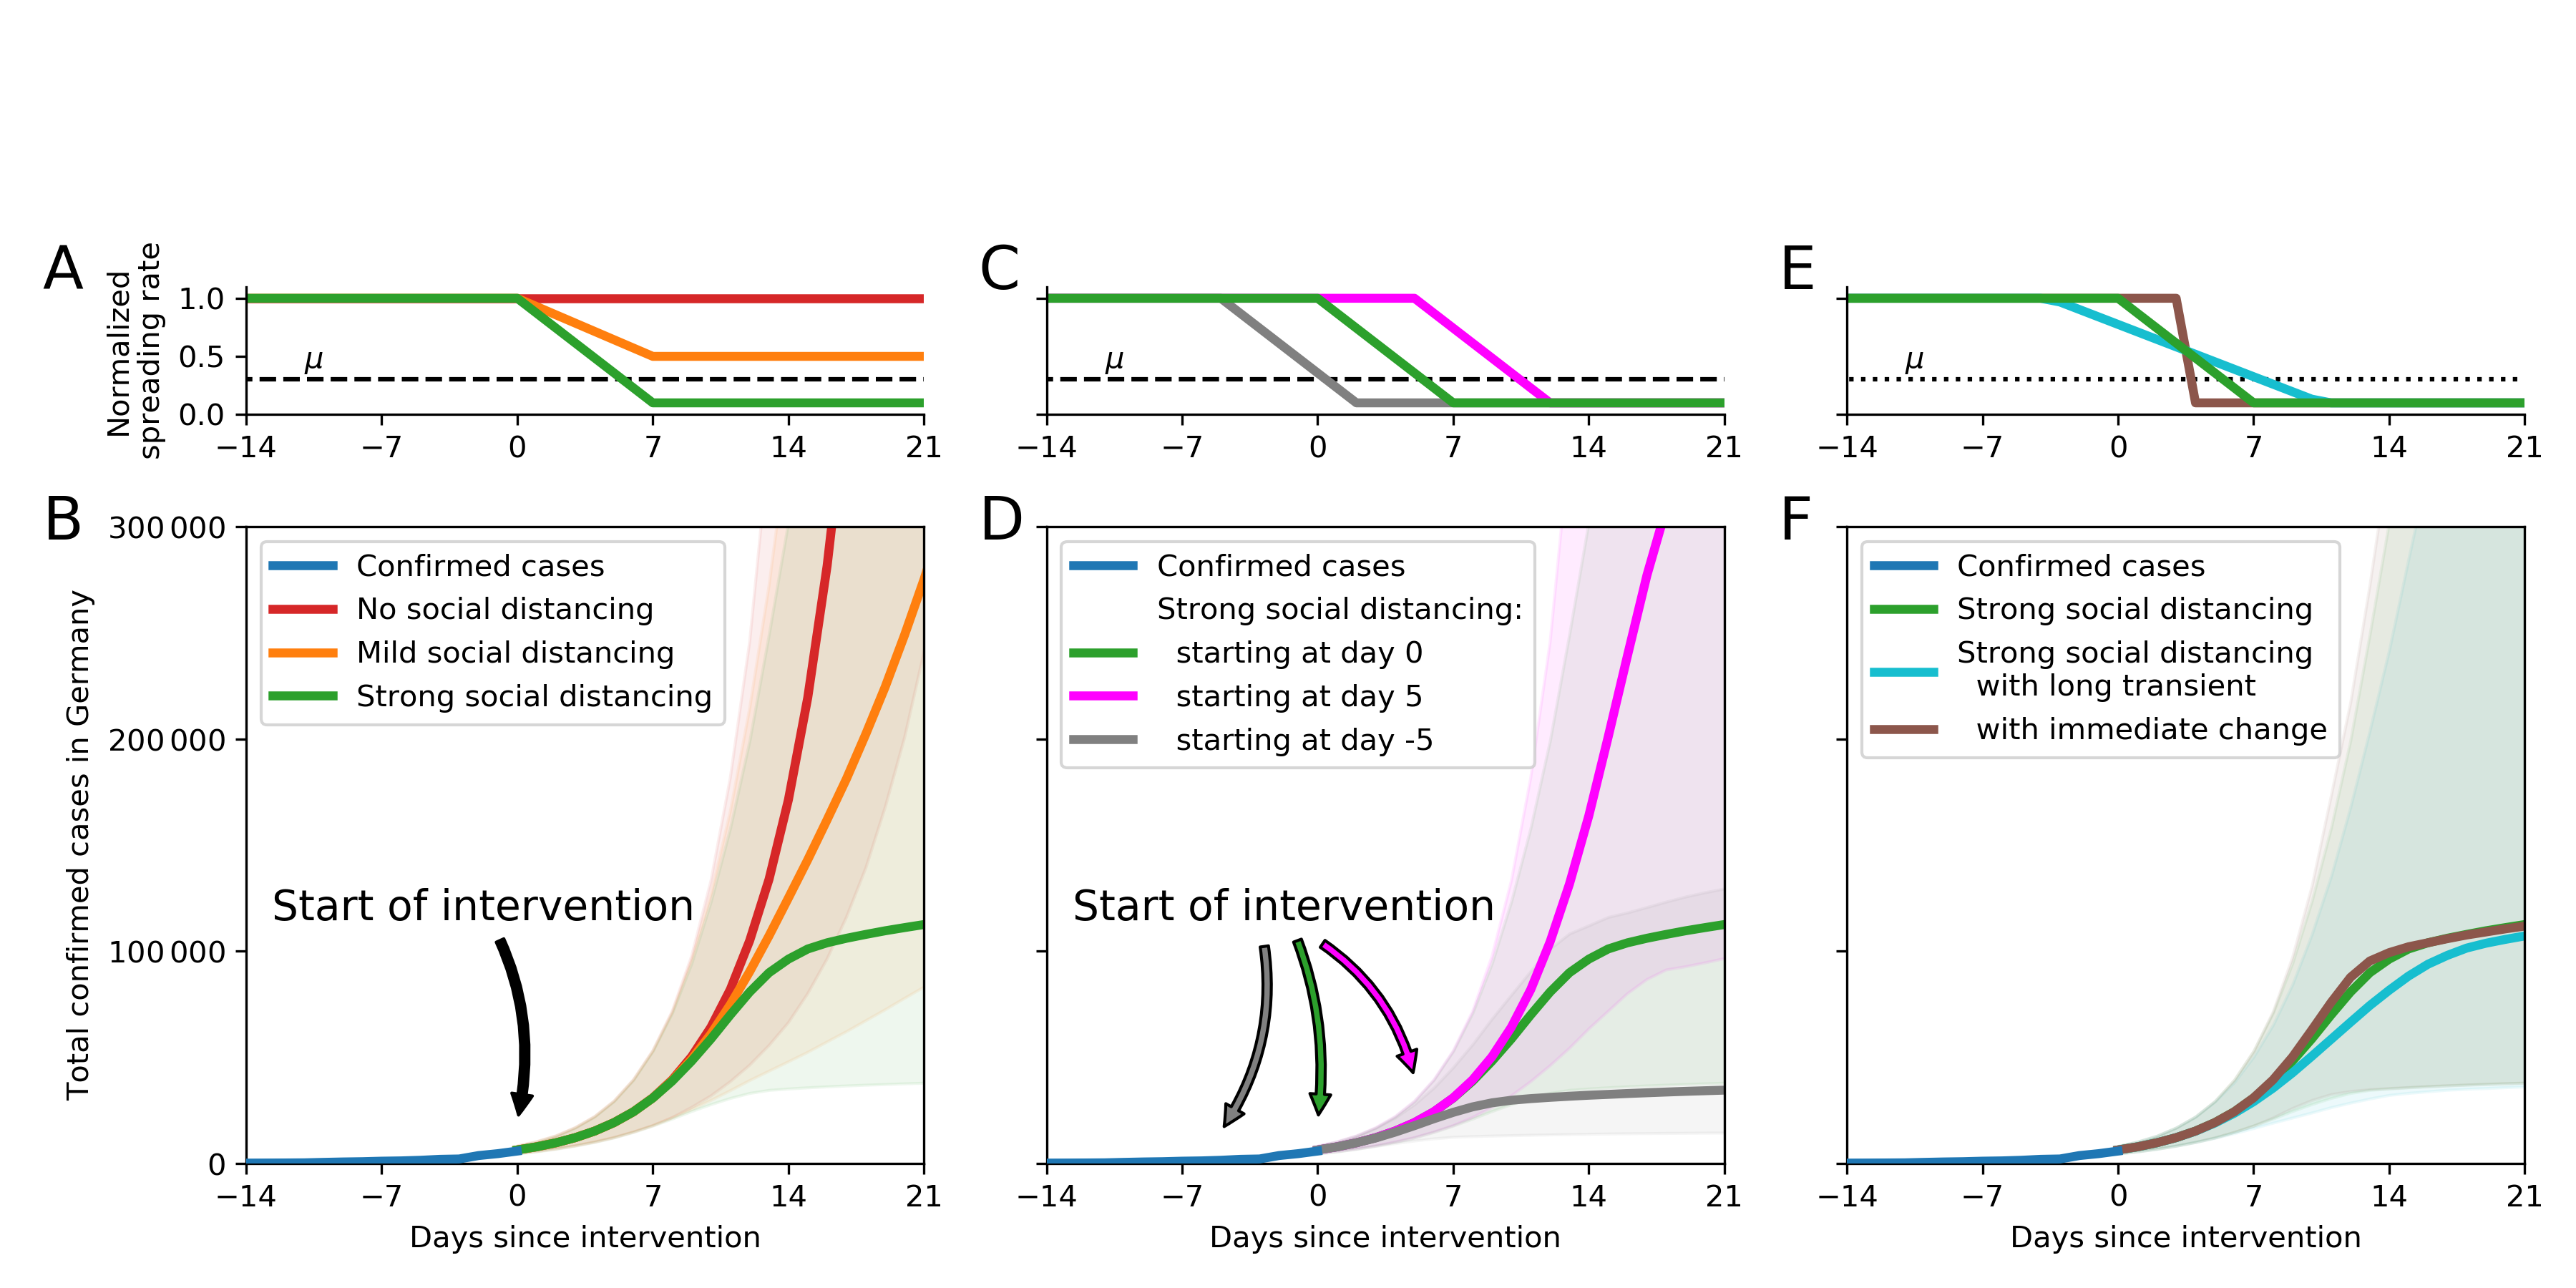 A
Normalized
spreading rate
1.0
0.5
0.0
μ
−14 −7 0 7 14 21
C
μ
−14 −7 0 7 14 21
E
μ
−14 −7 0 7 14 21
B
Total confirmed cases in Germany
300 000
200 000
100 000
0
Confirmed cases
No social distancing
Mild social distancing
Strong social distancing
Start of intervention
−14 −7 0 7 14 21
Days since intervention
D
Confirmed cases
Strong social distancing:
starting at day 0
starting at day 5
starting at day -5
Start of intervention
−14 −7 0 7 14 21
Days since intervention
F
Confirmed cases
Strong social distancing
Strong social distancing
with long transient
with immediate change
−14 −7 0 7 14 21
Days since intervention